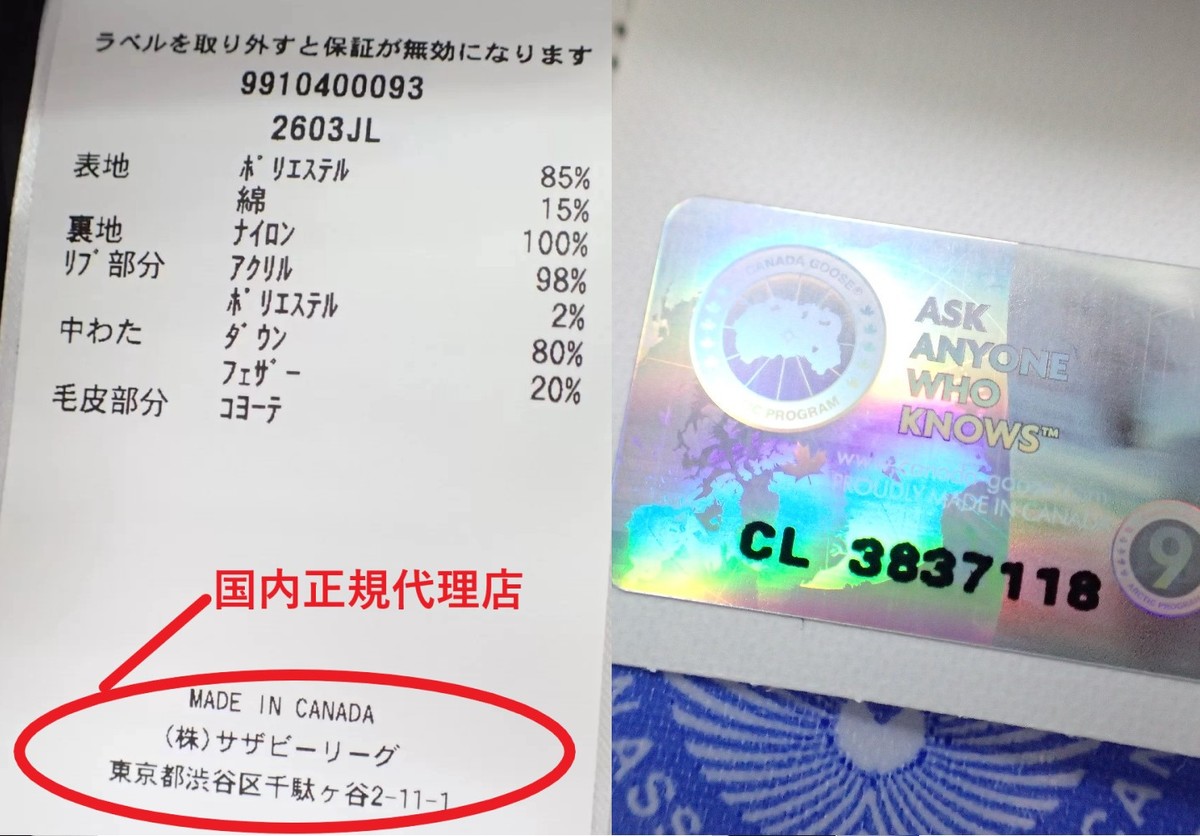 ラベルを取り外すと保証が無効になります
9910400093
2603JL
表地 ポリエステル 85%
綿 15%
裏地 ナイロン 100%
リブ部分 アクリル 98%
ポリエステル 2%
中わた ダウン 80%
フェザー 20%
毛皮部分 コヨーテ
国内正規代理店
MADE IN CANADA
(株)サザビーリーグ
東京都渋谷区千駄ヶ谷2-11-1
CANADA GOOSE
PROGRAM
ASK
ANYONE
WHO
KNOWS™
PROUDLY MADE IN CANADA
CL 3837118
9
ARCTIC PROGRAM